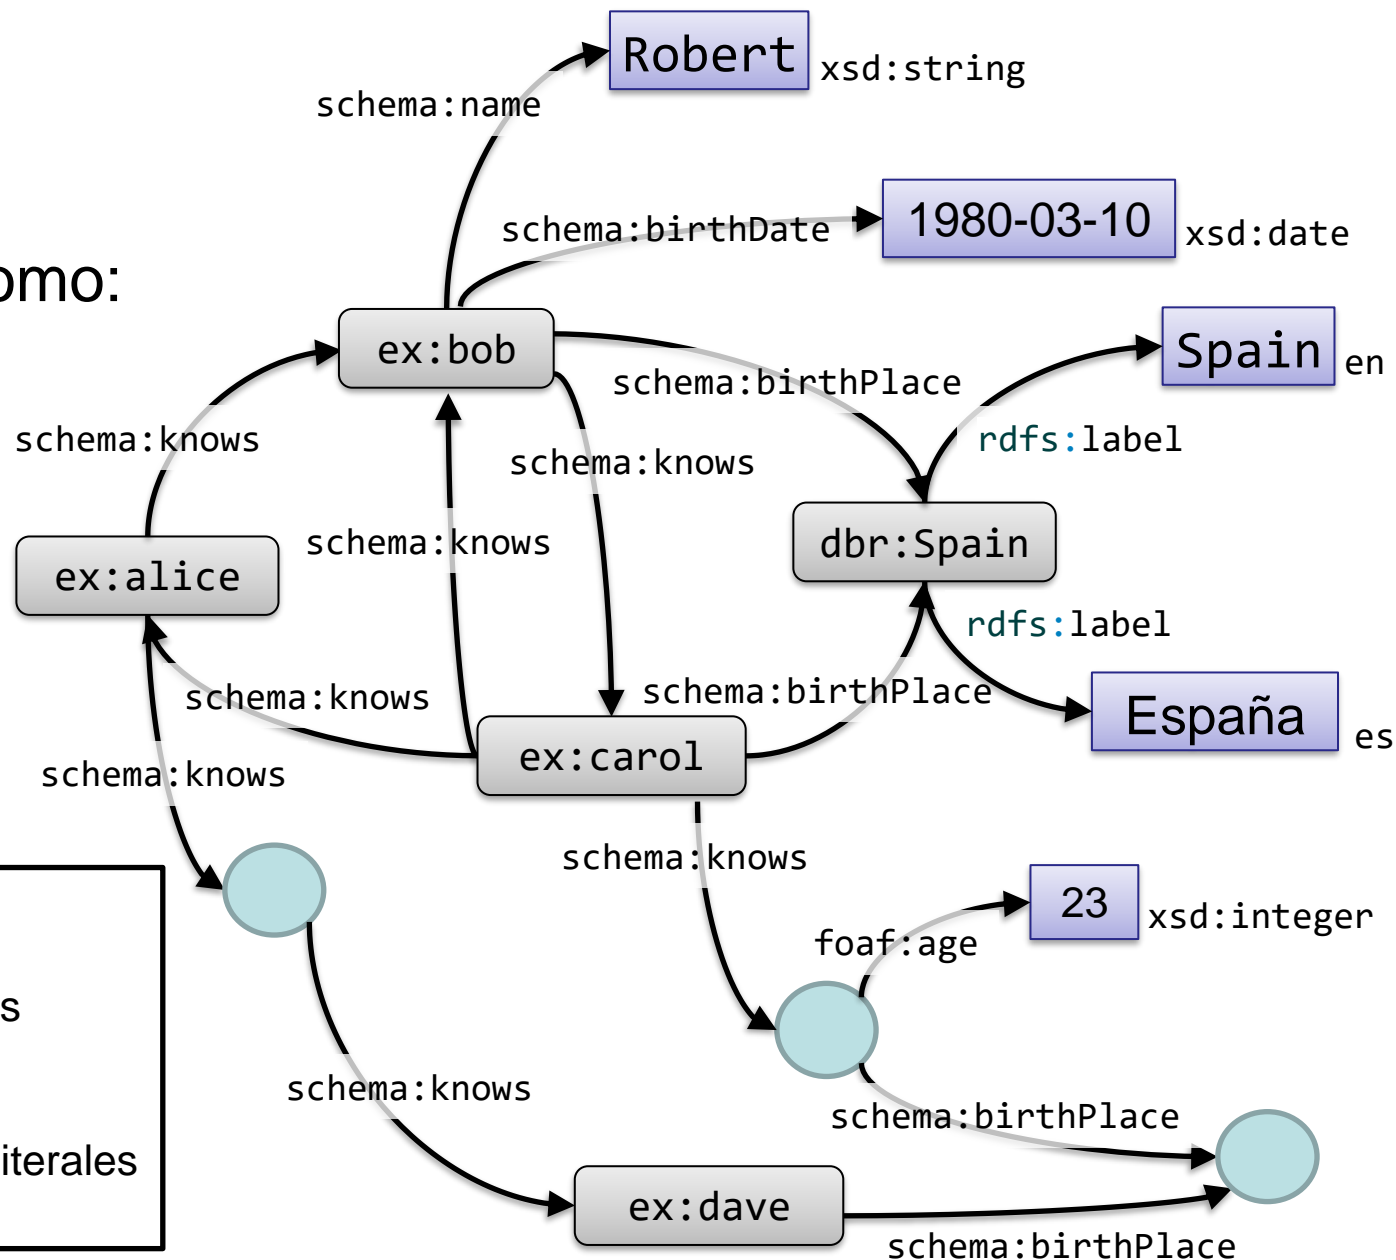 Robert
xsd:string
schema:name
1980-03-10
schema:birthDate
xsd:date
omo:
ex:bob
Spain
en
schema:birthPlace
schema:knows
schema:knows
rdfs:label
schema:knows
dbr:Spain
ex:alice
rdfs:label
schema:knows
schema:birthPlace
España
es
ex:carol
schema:knows
schema:knows
23
xsd:integer
foaf:age
s
schema:knows
schema:birthPlace
iterales
ex:dave
schema:birthPlace